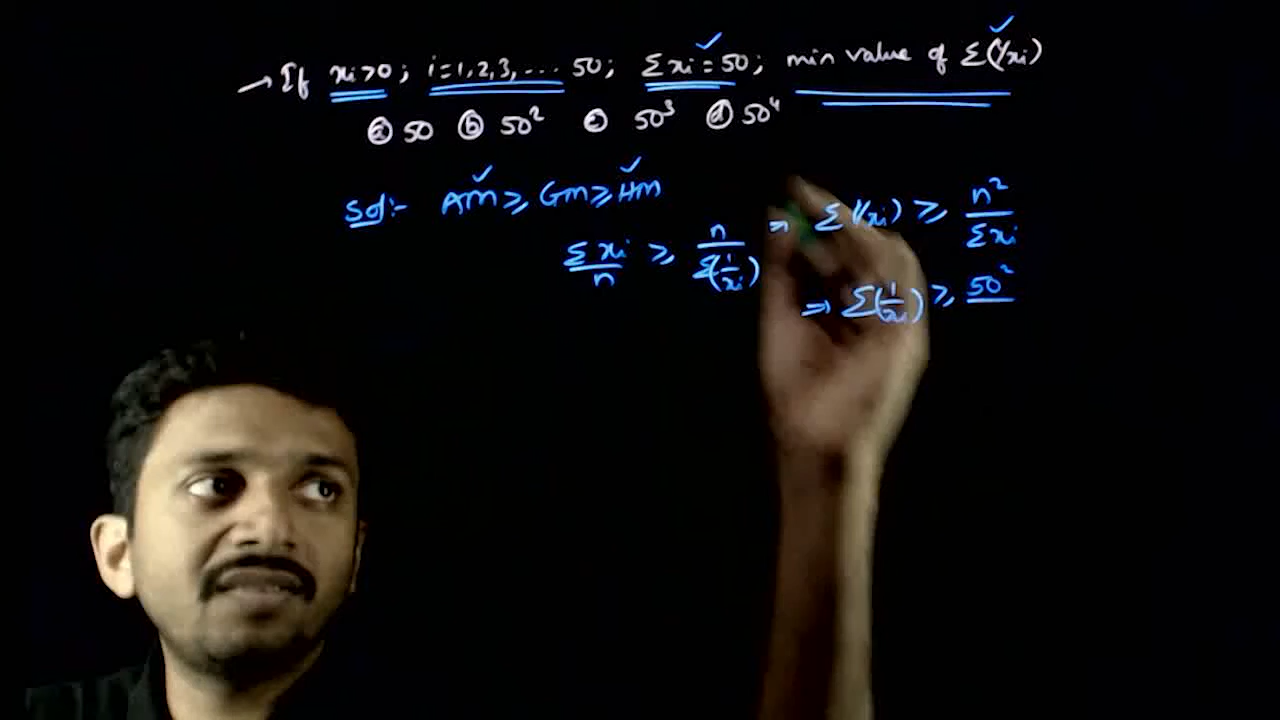 → If xi>0; i=1,2,3,... 50; Σxi=50; min value of Σ(1/xi)
ⓐ 50 ⓑ 50² ⓒ 50³ ⓓ 50⁴
Sol:- AM ≥ GM ≥ HM
Σxi/n ≥ n/Σ(1/xi) ⇒ Σ(1/xi) ≥ n²/Σxi
⇒ Σ(1/xi) ≥ 50²/